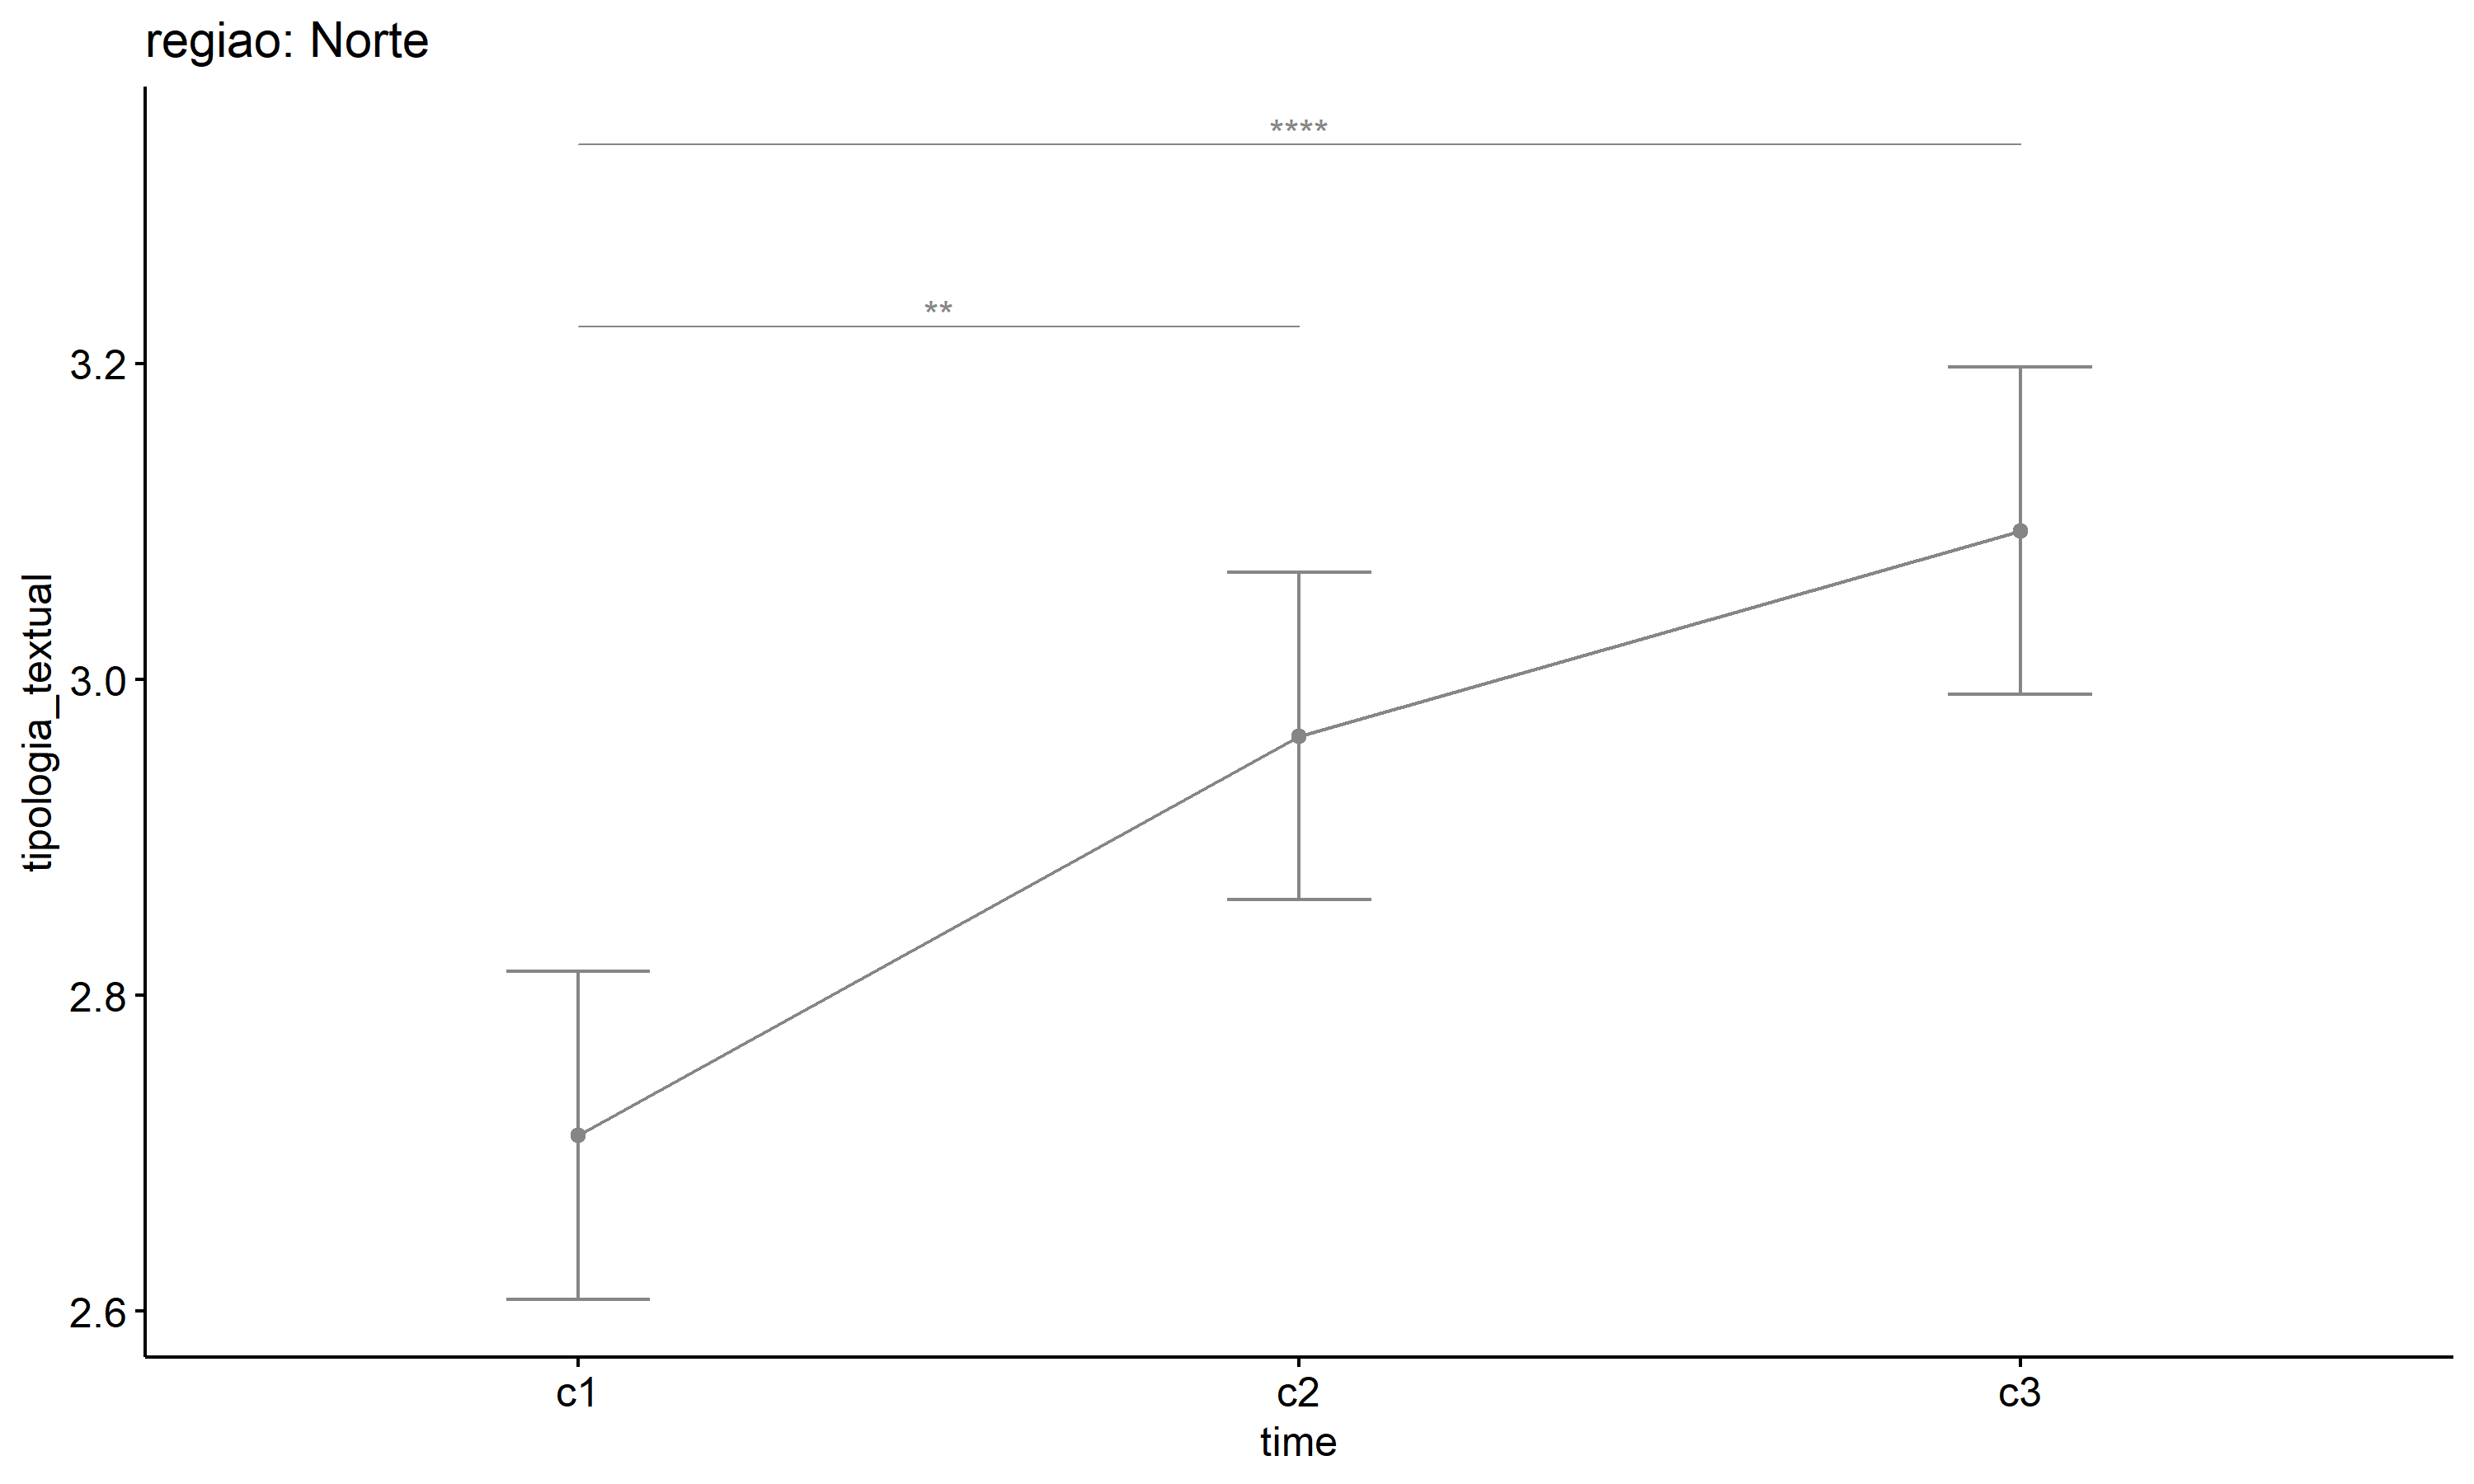 regiao: Norte
****
**
3.2
3.0
2.8
2.6
tipologia_textual
c1
c2
c3
time